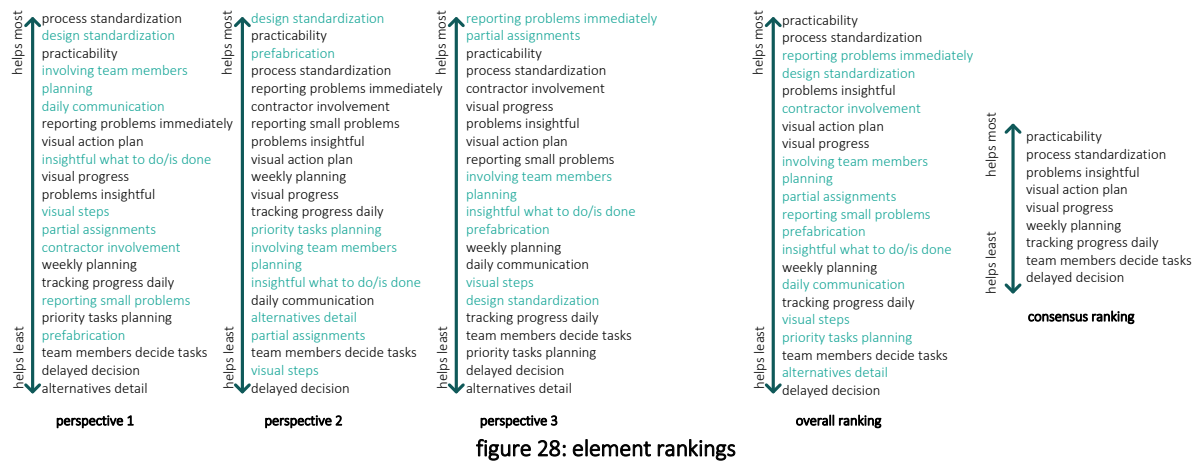 helps most
helps least
process standardization
design standardization
practicability
involving team members
planning
daily communication
reporting problems immediately
visual action plan
insightful what to do/is done
visual progress
problems insightful
visual steps
partial assignments
contractor involvement
weekly planning
tracking progress daily
reporting small problems
priority tasks planning
prefabrication
team members decide tasks
delayed decision
alternatives detail
perspective 1
helps most
helps least
design standardization
practicability
prefabrication
process standardization
reporting problems immediately
contractor involvement
reporting small problems
problems insightful
visual action plan
weekly planning
visual progress
tracking progress daily
priority tasks planning
involving team members
planning
insightful what to do/is done
daily communication
alternatives detail
partial assignments
team members decide tasks
visual steps
delayed decision
perspective 2
helps most
helps least
reporting problems immediately
partial assignments
practicability
process standardization
contractor involvement
visual progress
problems insightful
visual action plan
reporting small problems
involving team members
planning
insightful what to do/is done
prefabrication
weekly planning
daily communication
visual steps
design standardization
tracking progress daily
team members decide tasks
priority tasks planning
delayed decision
alternatives detail
perspective 3
helps most
helps least
practicability
process standardization
reporting problems immediately
design standardization
problems insightful
contractor involvement
visual action plan
visual progress
involving team members
planning
partial assignments
reporting small problems
prefabrication
insightful what to do/is done
weekly planning
daily communication
tracking progress daily
visual steps
priority tasks planning
team members decide tasks
alternatives detail
delayed decision
overall ranking
helps most
helps least
practicability
process standardization
problems insightful
visual action plan
visual progress
weekly planning
tracking progress daily
team members decide tasks
delayed decision
consensus ranking
figure 28: element rankings